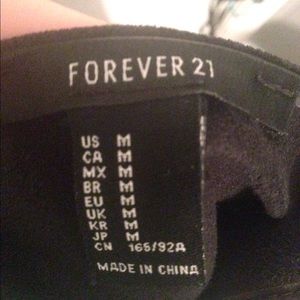 FOREVER 21
US M
CA M
MX M
BR M
EU M
UK M
KR M
JP M
CN 165/92A
MADE IN CHINA